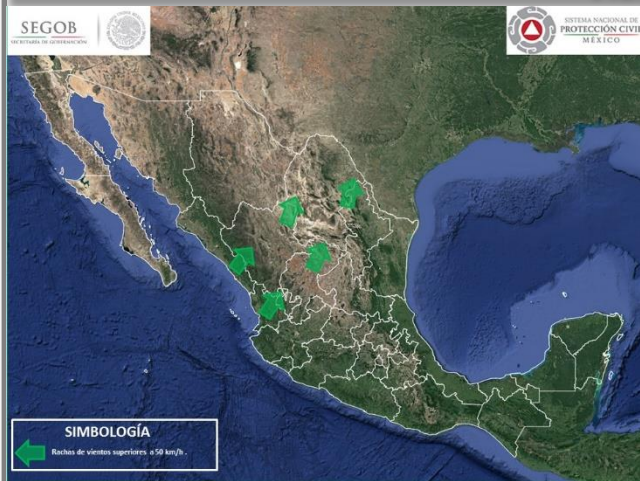 SEGOB
SECRETARÍA DE GOBERNACIÓN
SISTEMA NACIONAL DE
PROTECCIÓN CIVIL
MÉXICO
SIMBOLOGÍA
Rachas de vientos superiores a 50 km/h .